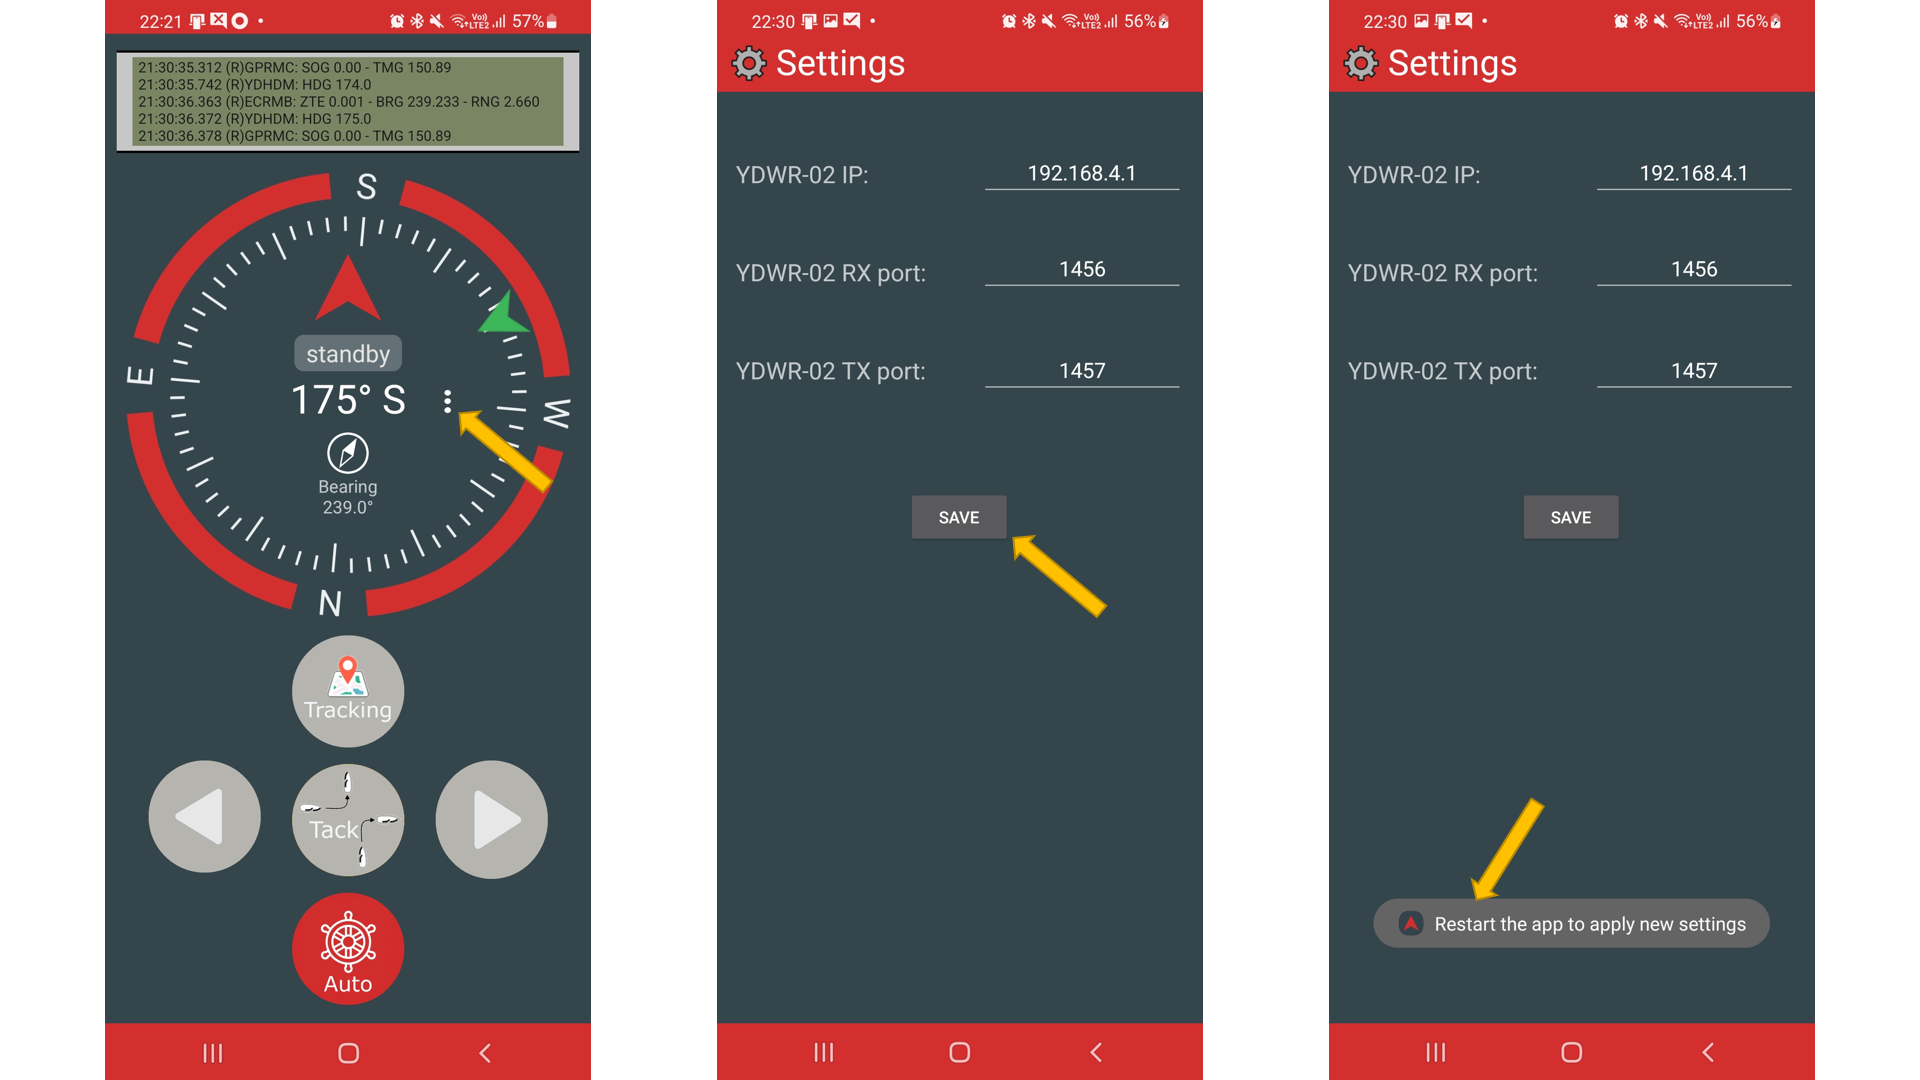 22:21
Vo))
LTE2
57%
21:30:35.312 (R)GPRMC: SOG 0.00 - TMG 150.89
21:30:35.742 (R)YDHDM: HDG 174.0
21:30:36.363 (R)ECRMB: ZTE 0.001 - BRG 239.233 - RNG 2.660
21:30:36.372 (R)YDHDM: HDG 175.0
21:30:36.378 (R)GPRMC: SOG 0.00 - TMG 150.89
S
E
W
N
standby
175° S
Bearing
239.0°
Tracking
Tack
Auto
22:30
Vo))
LTE2
56%
Settings
YDWR-02 IP: 192.168.4.1
YDWR-02 RX port: 1456
YDWR-02 TX port: 1457
SAVE
22:30
Vo))
LTE2
56%
Settings
YDWR-02 IP: 192.168.4.1
YDWR-02 RX port: 1456
YDWR-02 TX port: 1457
SAVE
Restart the app to apply new settings